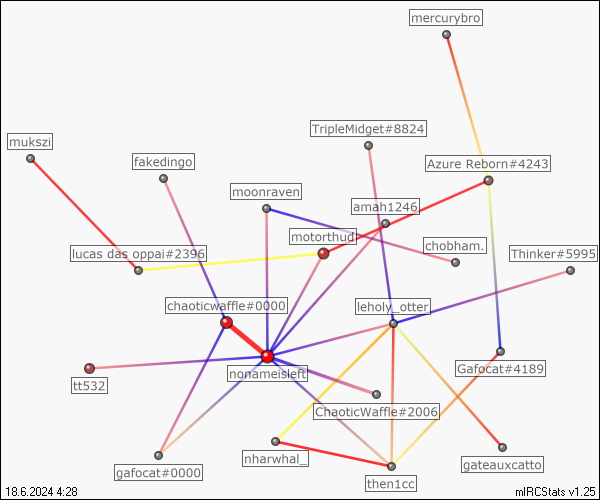 mercurybro
TripleMidget#8824
mukszi
fakedingo
Azure Reborn#4243
moonraven
amah1246
motorthud
chobham.
lucas das oppai#2396
Thinker#5995
chaoticwaffle#0000
leholy_otter
nonameisleft
Gafocat#4189
tt532
ChaoticWaffle#2006
nharwhal_
gateauxcatto
gafocat#0000
then1cc
18.6.2024 4:28
mIRCStats v1.25